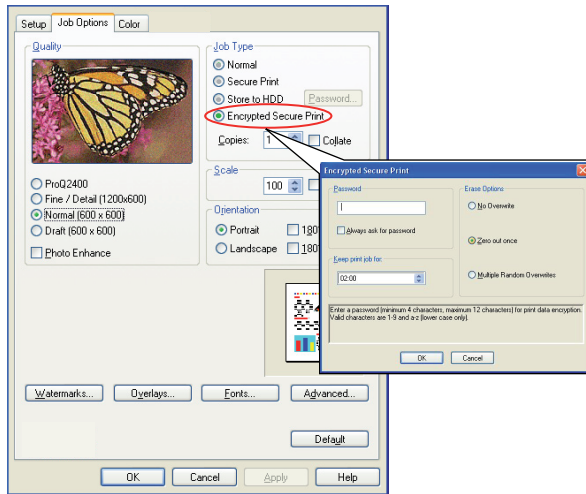 Setup
Job Options
Color
Quality
ProQ2400
Fine / Detail (1200x600)
Normal (600 x 600)
Draft (600 x 600)
Photo Enhance
Job Type
Normal
Secure Print
Store to HDD
Password...
Encrypted Secure Print
Copies:
1
Collate
Scale
100
Orientation
Portrait
180
Landscape
180
Watermarks...
Overlays...
Fonts...
Advanced...
Default
OK
Cancel
Apply
Help
Encrypted Secure Print
Password
Always ask for password
Keep print job for:
02:00
Erase Options
No Overwrite
Zero out once
Multiple Random Overwrites
Enter a password (minimum 4 characters, maximum 12 characters) for print data encryption.
Valid characters are 1-9 and a-z (lower case only).
OK
Cancel